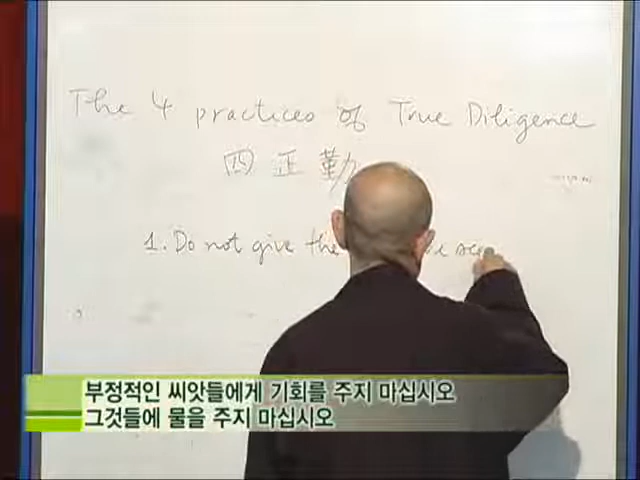 The 4 practices of True Diligence
四正勤
1. Do not give the
부정적인 씨앗들에게 기회를 주지 마십시오
그것들에 물을 주지 마십시오